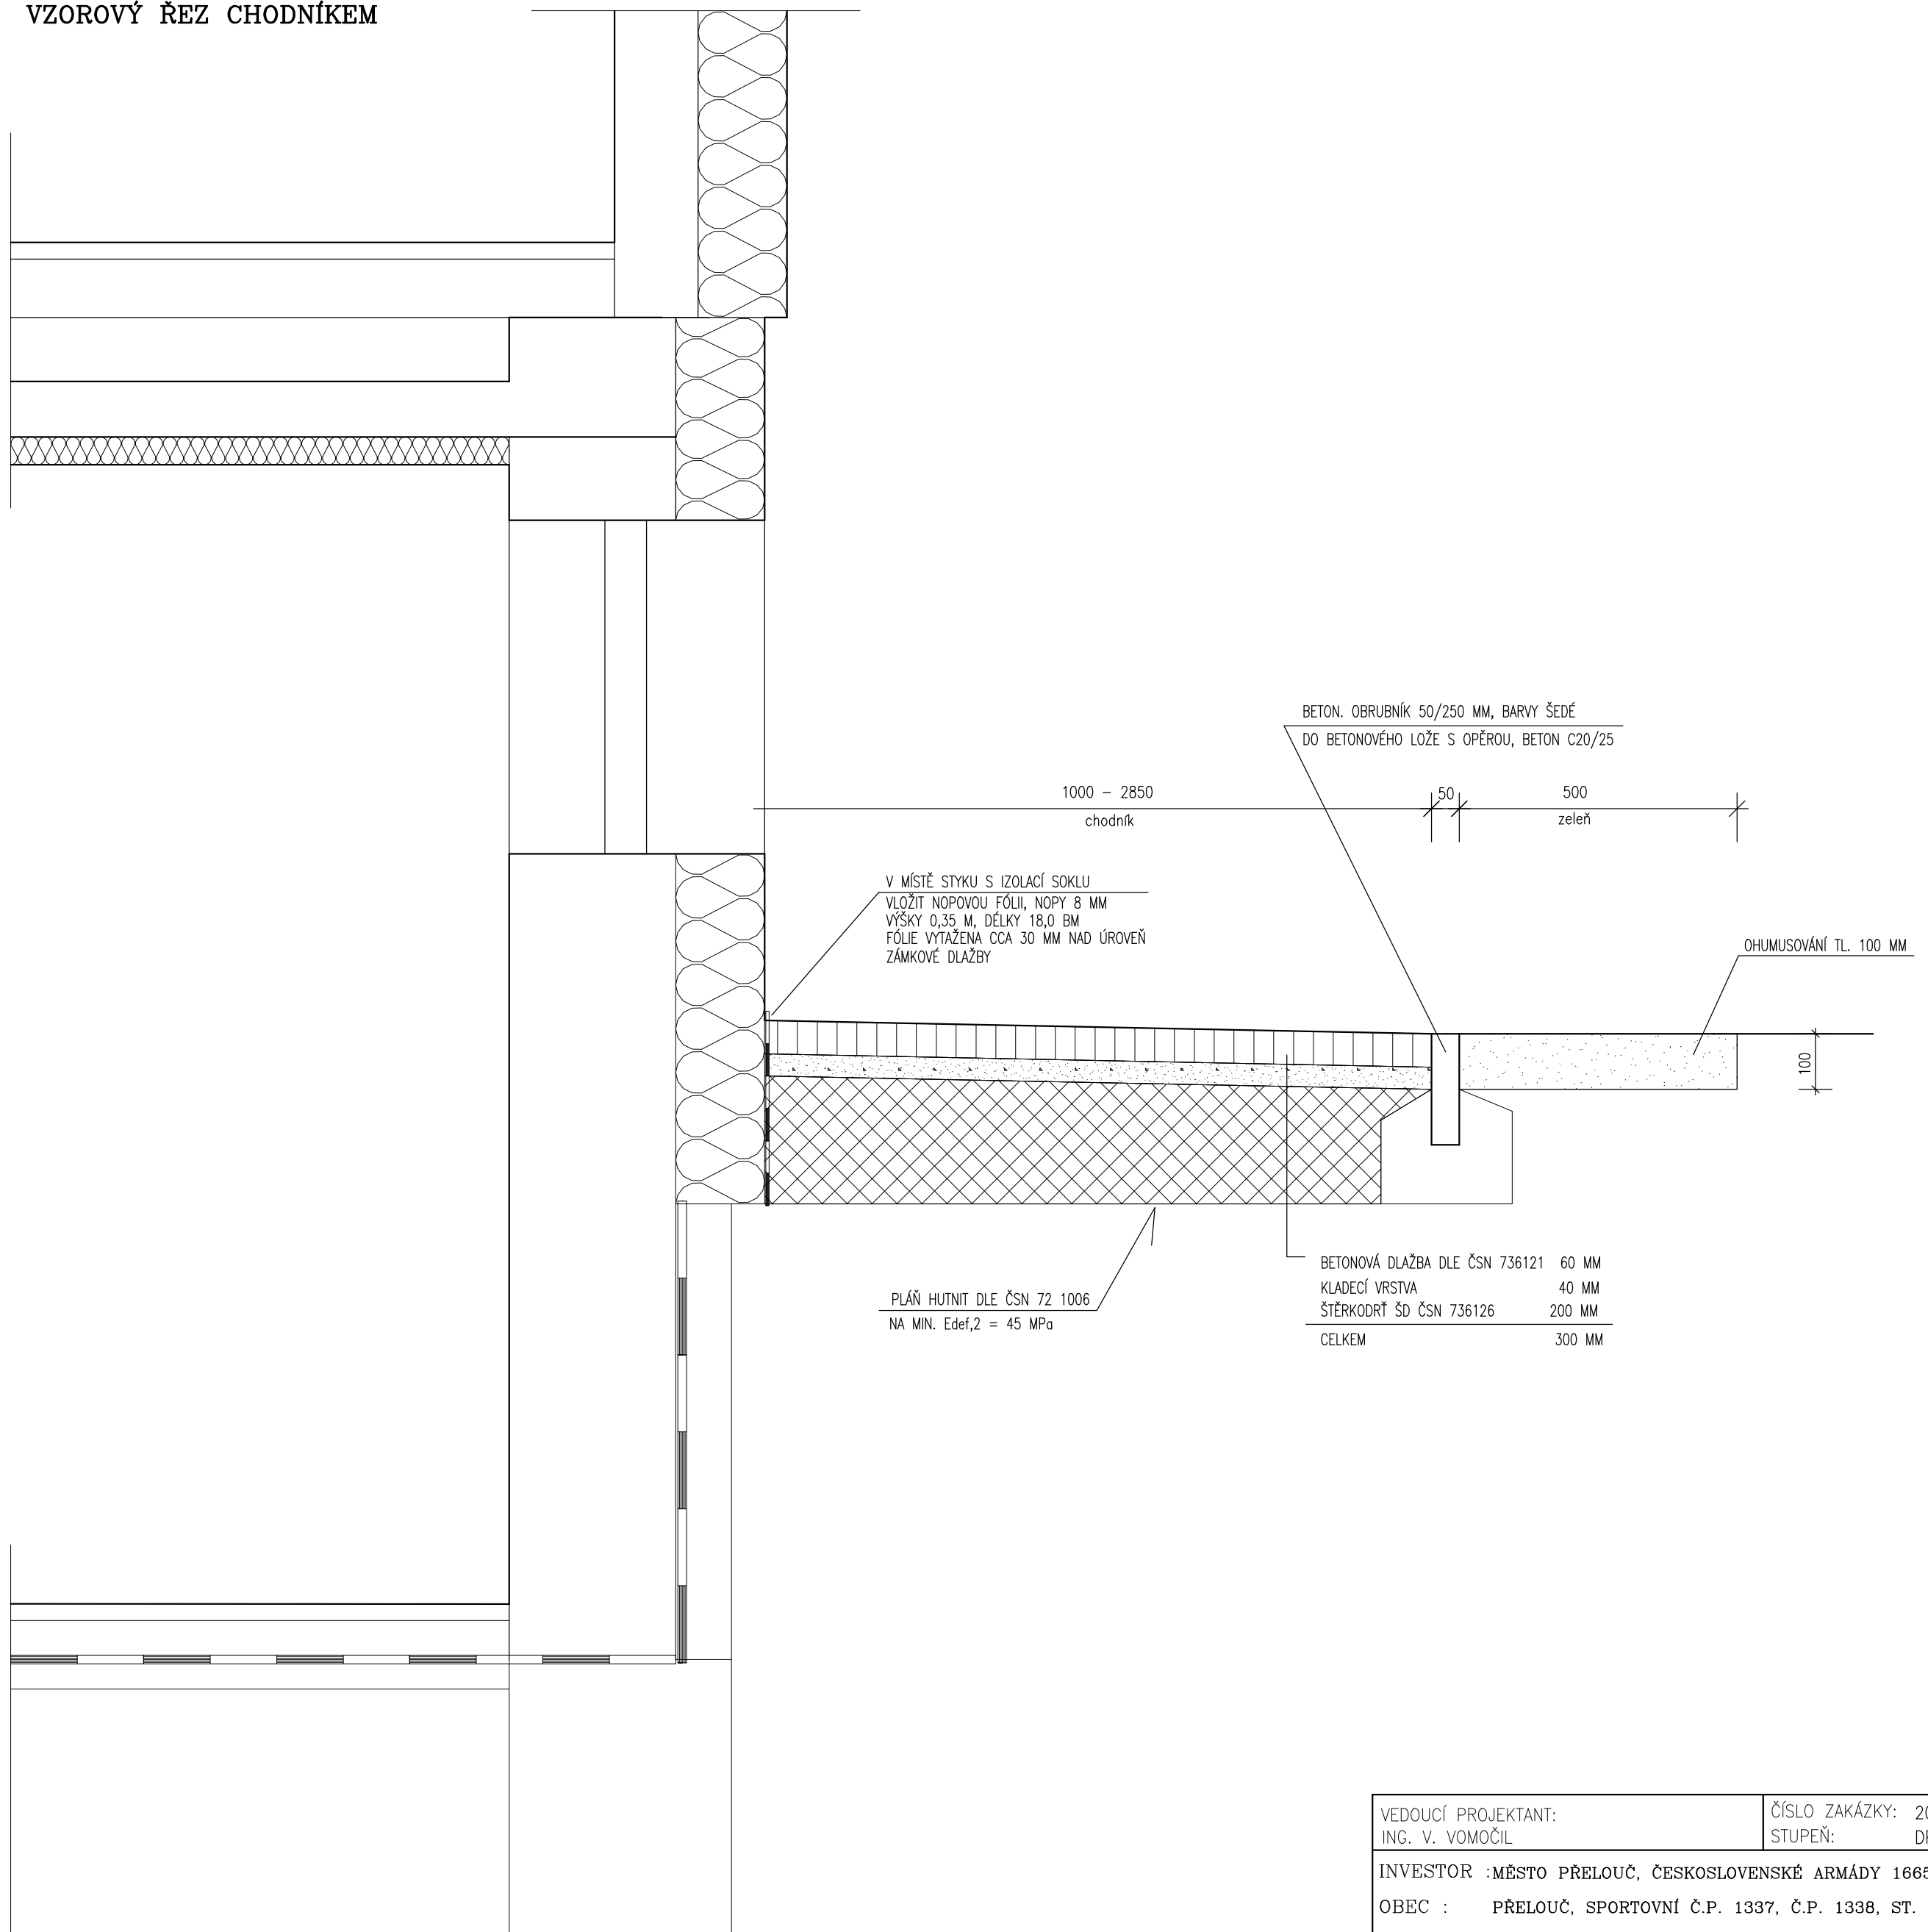 VZOROVÝ ŘEZ CHODNÍKEM
BETON. OBRUBNÍK 50/250 MM, BARVY ŠEDÉ
DO BETONOVÉHO LOŽE S OPĚROU, BETON C20/25
1000 - 2850
50
500
chodník
zeleň
V MÍSTĚ STYKU S IZOLACÍ SOKLU
VLOŽIT NOPOVOU FÓLII, NOPY 8 MM
VÝŠKY 0,35 M, DÉLKY 18,0 BM
FÓLIE VYTAŽENA CCA 30 MM NAD ÚROVEŇ
ZÁMKOVÉ DLAŽBY
OHUMUSOVÁNÍ TL. 100 MM
100
BETONOVÁ DLAŽBA DLE ČSN 736121 60 MM
KLADECÍ VRSTVA 40 MM
ŠTĚRKODRŤ ŠD ČSN 736126 200 MM
CELKEM 300 MM
PLÁŇ HUTNIT DLE ČSN 72 1006
NA MIN. Edef,2 = 45 MPa
VEDOUCÍ PROJEKTANT:
ING. V. VOMOČIL
ČÍSLO ZAKÁZKY:
STUPEŇ:
INVESTOR : MĚSTO PŘELOUČ, ČESKOSLOVENSKÉ ARMÁDY 1665
OBEC : PŘELOUČ, SPORTOVNÍ Č.P. 1337, Č.P. 1338, ST.